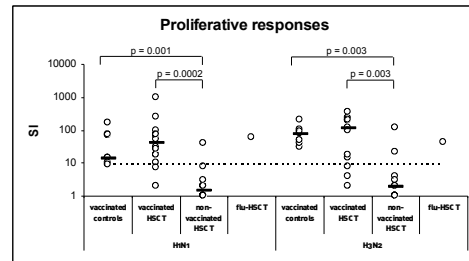 Proliferative responses
p = 0.001
p = 0.003
p = 0.0002
p = 0.003
10000
1000
100
10
1
SI
vaccinated controls
vaccinated HSCT
non-vaccinated HSCT
flu-HSCT
vaccinated controls
vaccinated HSCT
non-vaccinated HSCT
flu-HSCT
H1N1
H3N2